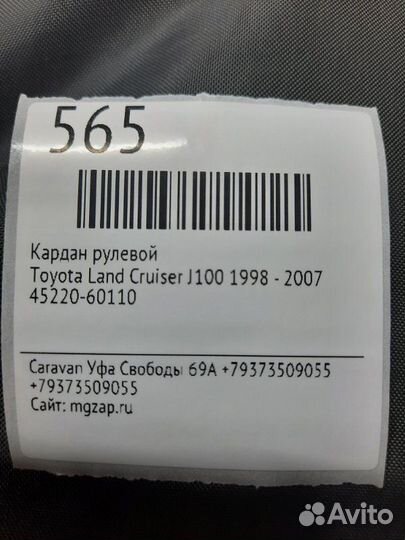 565
Кардан рулевой
Toyota Land Cruiser J100 1998 - 2007
45220-60110
Caravan Уфа Свободы 69А +79373509055
+79373509055
Сайт: mgzap.ru
Avito